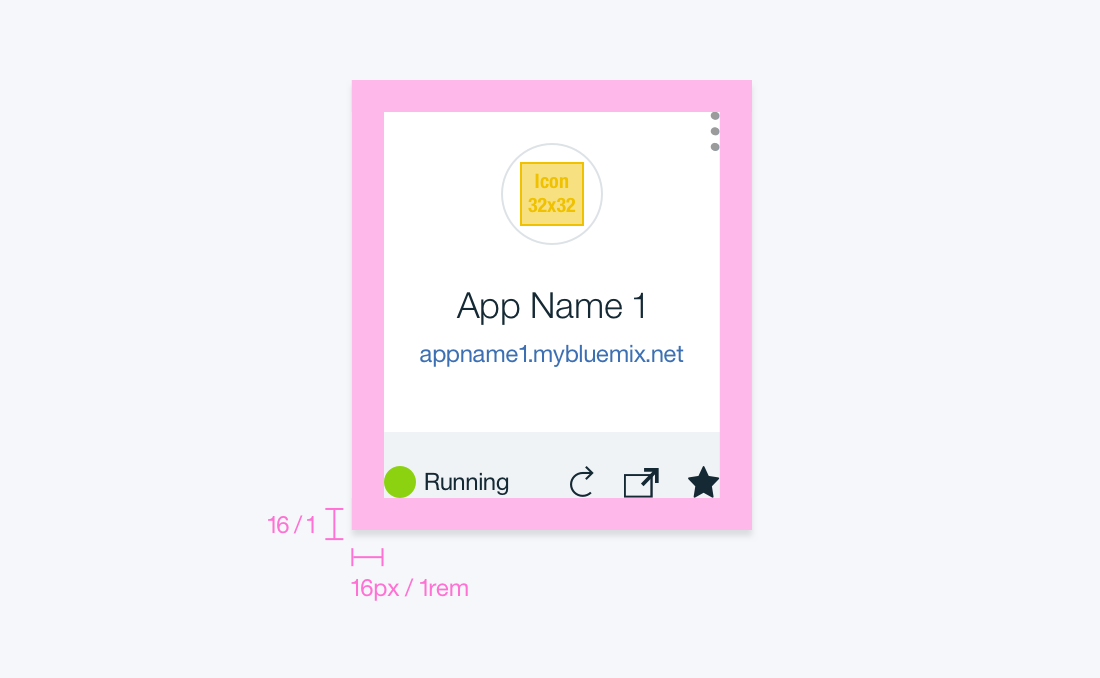 Icon
32x32
App Name 1
appname1.mybluemix.net
Running
16 / 1
16px / 1rem